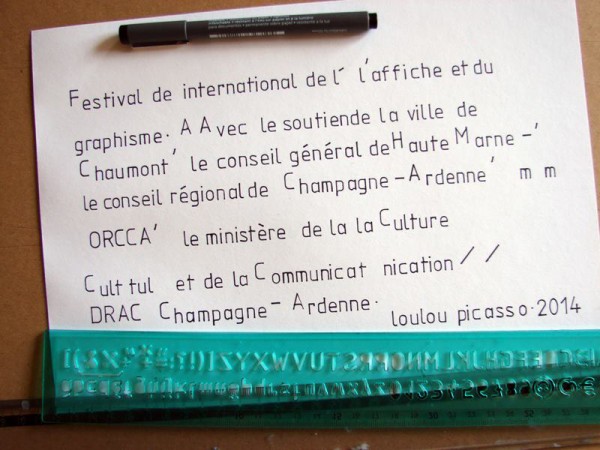 Festival de international de l´ l'affiche et du
graphisme. A Avec le soutiende la ville de
Chaumont' le conseil général deHaute Marne-'
le conseil régionalde Champagne-Ardenne' m m
ORCCA' le ministère de la la Culture
Cult tul et de la Communicat nication / /
DRAC Champagne- Ardenne.
loulou picasso.2014